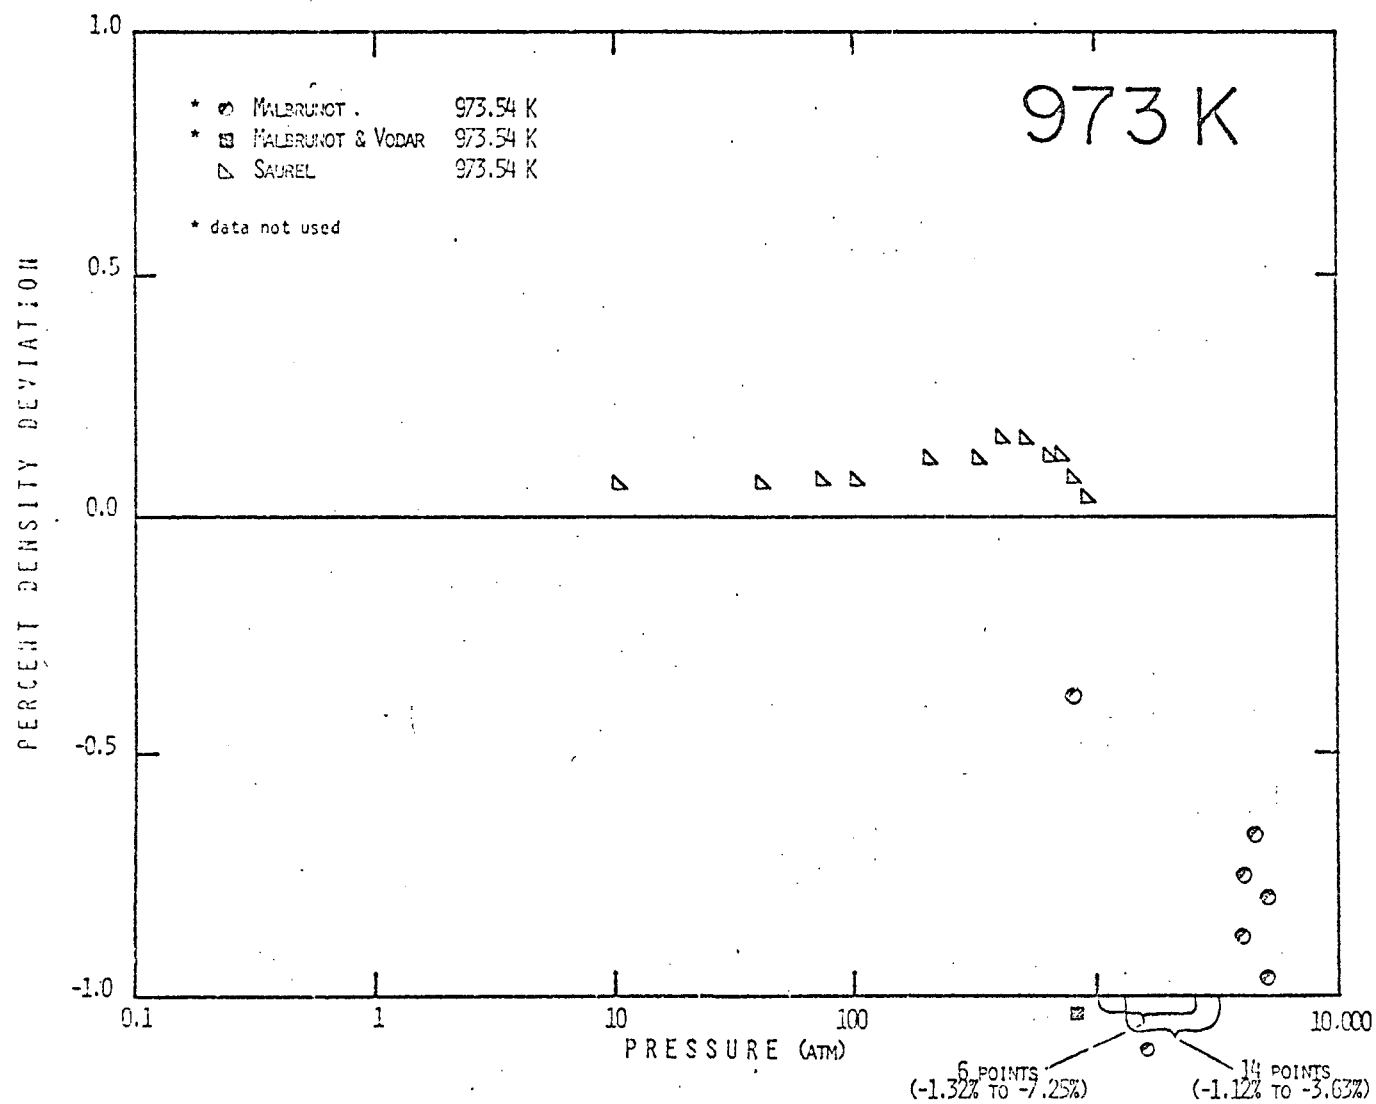 1.0
* MALBRUNOT . 973.54 K
* MALBRUNOT & VODAR 973.54 K
SAUREL 973.54 K
* data not used
973 K
0.5
0.0
-0.5
-1.0
PERCENT DENSITY DEVIATION
0.1 1 10 100 10.000
PRESSURE (ATM)
6 POINTS
(-1.32% TO -7.25%)
14 POINTS
(-1.12% TO -3.63%)